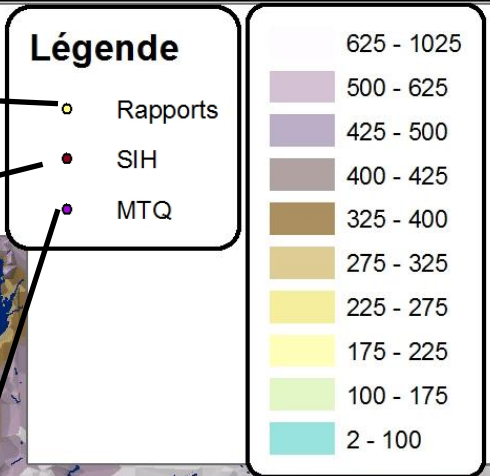 Légende
Rapports
SIH
MTQ
625 - 1025
500 - 625
425 - 500
400 - 425
325 - 400
275 - 325
225 - 275
175 - 225
100 - 175
2 - 100